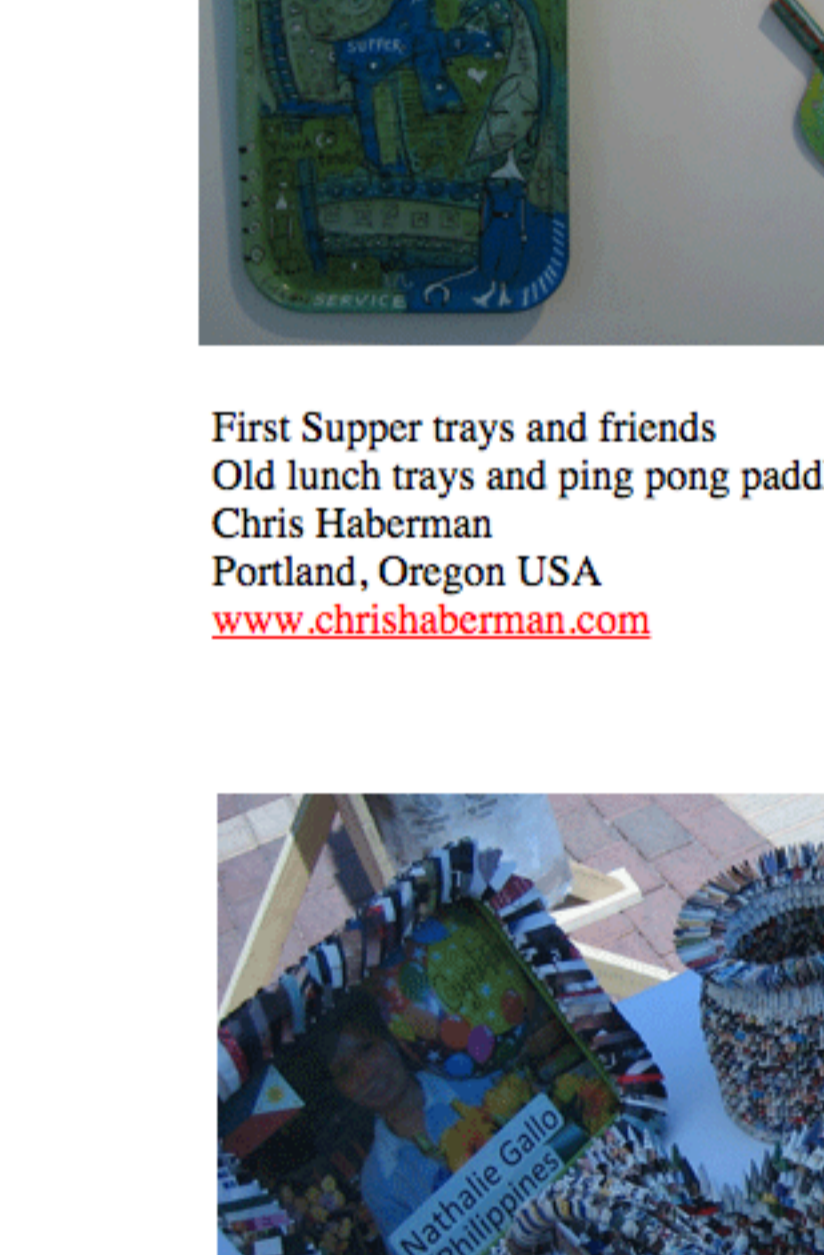 SUPPER
SERVICE
First Supper trays and friends
Old lunch trays and ping pong padd
Chris Haberman
Portland, Oregon USA
www.chrishaberman.com
Nathalie Gallo
Philippines